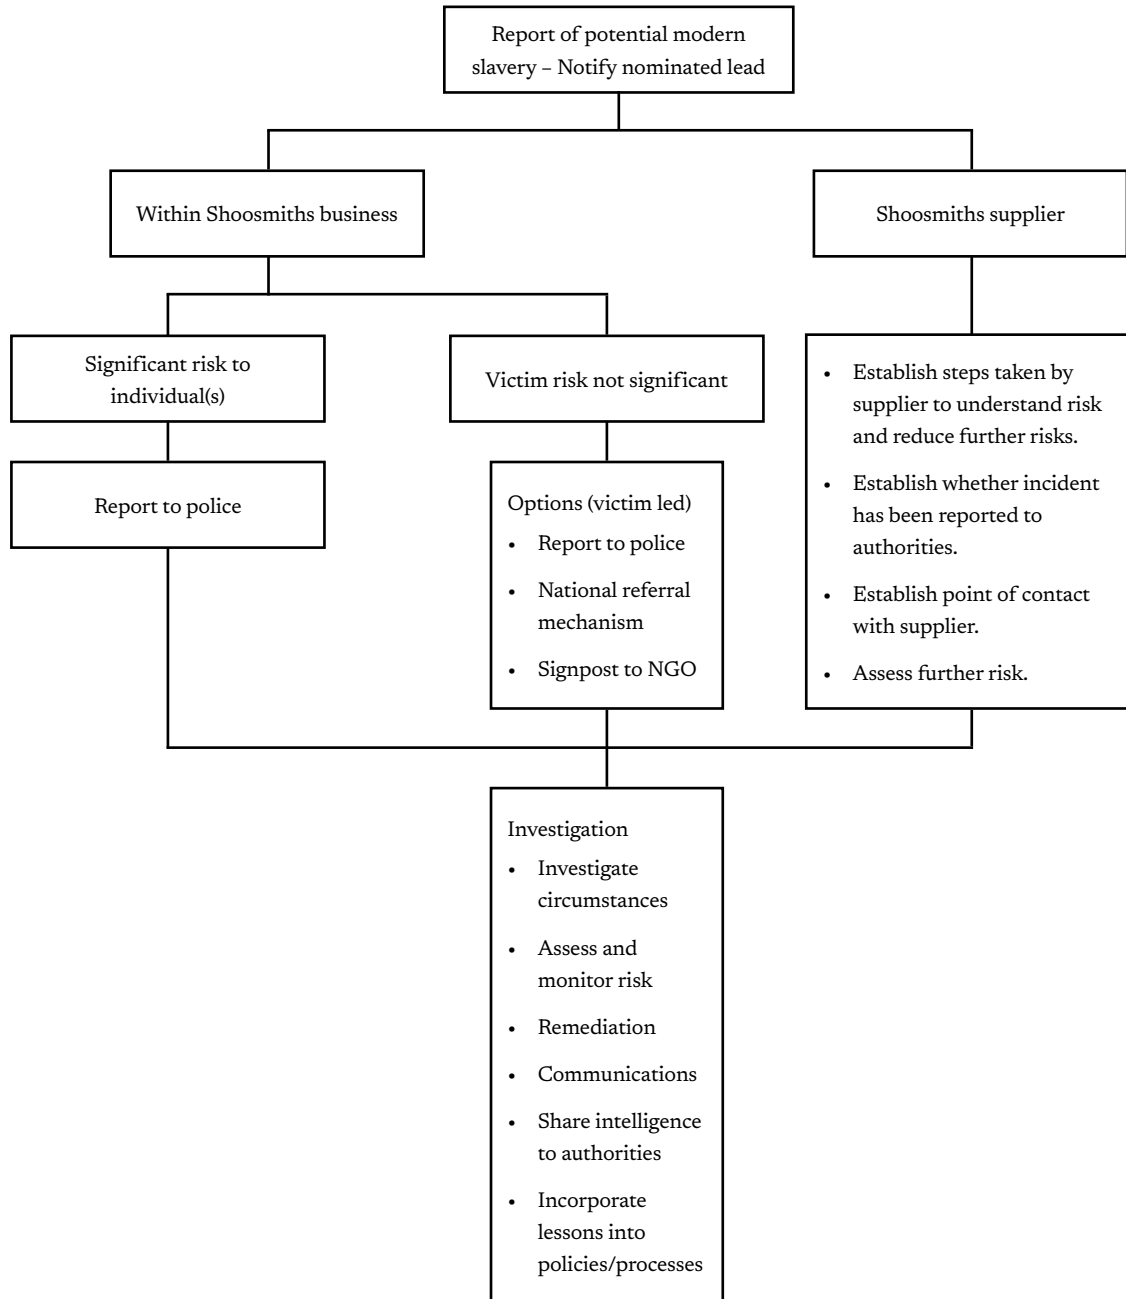 Report of potential modern
slavery – Notify nominated lead
Within Shoosmiths business
Shoosmiths supplier
Significant risk to
individual(s)
Victim risk not significant
Report to police
Options (victim led)
• Report to police
• National referral
mechanism
• Signpost to NGO
• Establish steps taken by
supplier to understand risk
and reduce further risks.
• Establish whether incident
has been reported to
authorities.
• Establish point of contact
with supplier.
• Assess further risk.
Investigation
• Investigate
circumstances
• Assess and
monitor risk
• Remediation
• Communications
• Share intelligence
to authorities
• Incorporate
lessons into
policies/processes